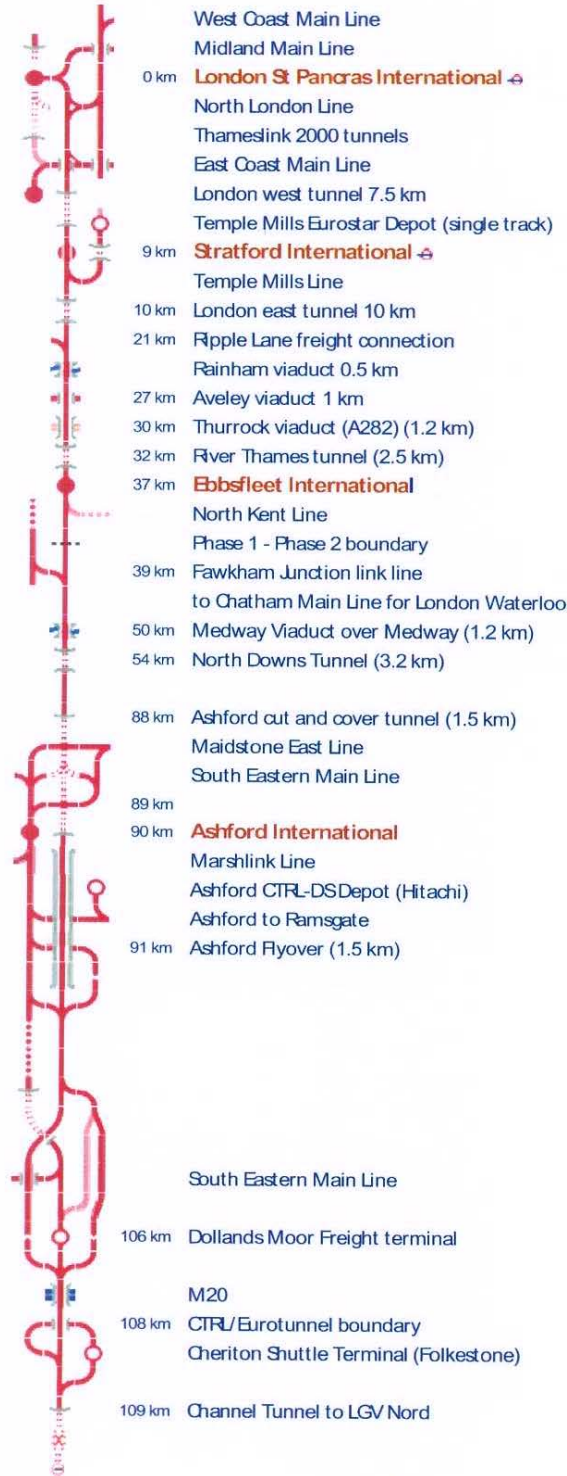 West Coast Main Line
Midland Main Line
0 km London St Pancras International
North London Line
Thameslink 2000 tunnels
East Coast Main Line
London west tunnel 7.5 km
Temple Mills Eurostar Depot (single track)
9 km Stratford International
Temple Mills Line
10 km London east tunnel 10 km
21 km Ripple Lane freight connection
Rainham viaduct 0.5 km
27 km Aveley viaduct 1 km
30 km Thurrock viaduct (A282) (1.2 km)
32 km River Thames tunnel (2.5 km)
37 km Ebbsfleet International
North Kent Line
Phase 1 - Phase 2 boundary
39 km Fawkham Junction link line
to Chatham Main Line for London Waterloo
50 km Medway Viaduct over Medway (1.2 km)
54 km North Downs Tunnel (3.2 km)
88 km Ashford cut and cover tunnel (1.5 km)
Maidstone East Line
South Eastern Main Line
89 km
90 km Ashford International
Marshlink Line
Ashford CTRL-DS Depot (Hitachi)
Ashford to Ramsgate
91 km Ashford Flyover (1.5 km)
South Eastern Main Line
106 km Dollands Moor Freight terminal
M20
108 km CTRL/Eurotunnel boundary
Cheriton Shuttle Terminal (Folkestone)
109 km Channel Tunnel to LGV Nord